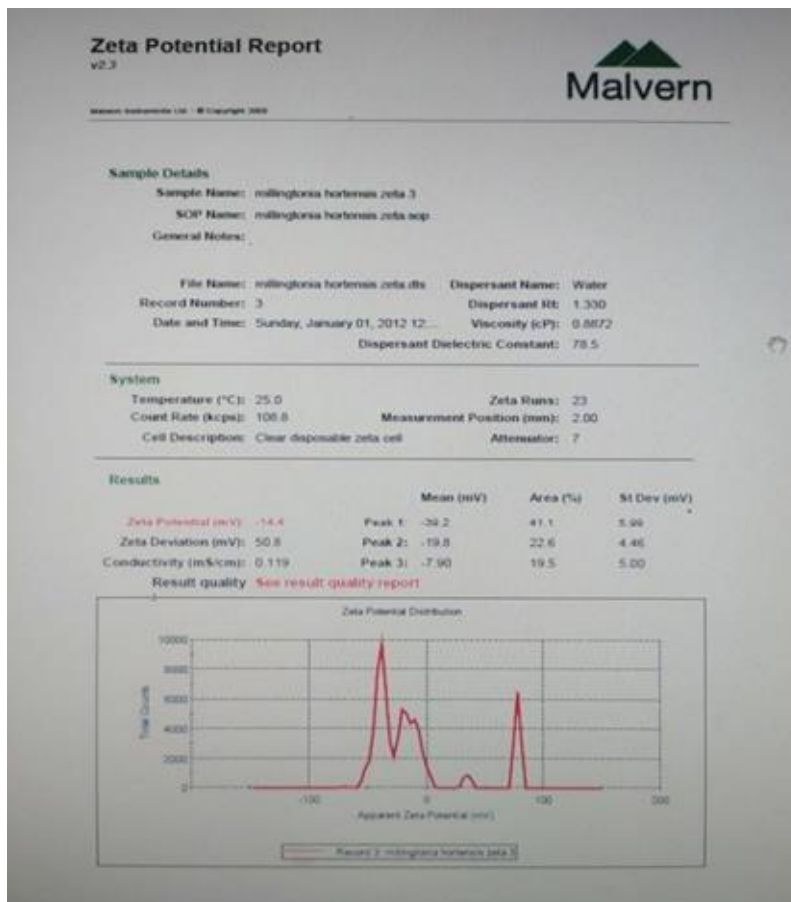 Zeta Potential Report
v2.3
Malvern
Malvern Instruments Ltd - © Copyright 2008
Sample Details
Sample Name: millingtonia hortensis zeta 3
SOP Name: millingtonia hortensis zeta.sop
General Notes:
File Name: millingtonia hortensis zeta.dts Dispersant Name: Water
Record Number: 3 Dispersant RI: 1.330
Date and Time: Sunday, January 01, 2012 12:... Viscosity (cP): 0.8872
Dispersant Dielectric Constant: 78.5
System
Temperature (°C): 25.0 Zeta Runs: 23
Count Rate (kcps): 108.8 Measurement Position (mm): 2.00
Cell Description: Clear disposable zeta cell Attenuator: 7
Results
Mean (mV) Area (%) St Dev (mV)
Zeta Potential (mV): -14.4 Peak 1: -39.2 41.1 5.99
Zeta Deviation (mV): 50.8 Peak 2: -19.8 22.6 4.46
Conductivity (mS/cm): 0.119 Peak 3: -7.90 19.5 5.00
Result quality See result quality report
Zeta Potential Distribution
10000
8000
6000
4000
2000
0
Total Counts
-100 0 100 200
Apparent Zeta Potential (mV)
Record 3: millingtonia hortensis zeta 3